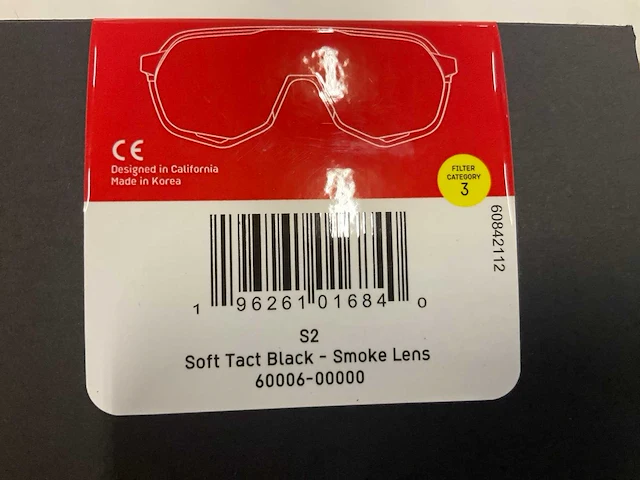 CE
Designed in California
Made in Korea
FILTER
CATEGORY
3
60842112
1 96261 01684 0
S2
Soft Tact Black - Smoke Lens
60006-00000